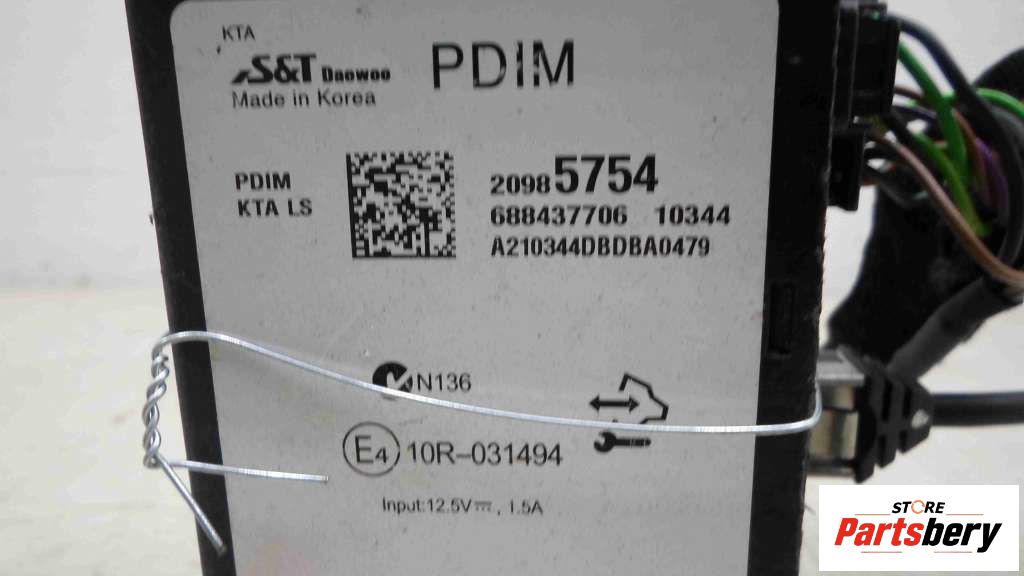 KTA
S&T Daewoo PDIM
Made in Korea
PDIM
KTA LS
20985754
688437706 10344
A210344DBDBA0479
N136
E4 10R-031494
Input:12.5V⎓, 1.5A
STORE
Partsbery